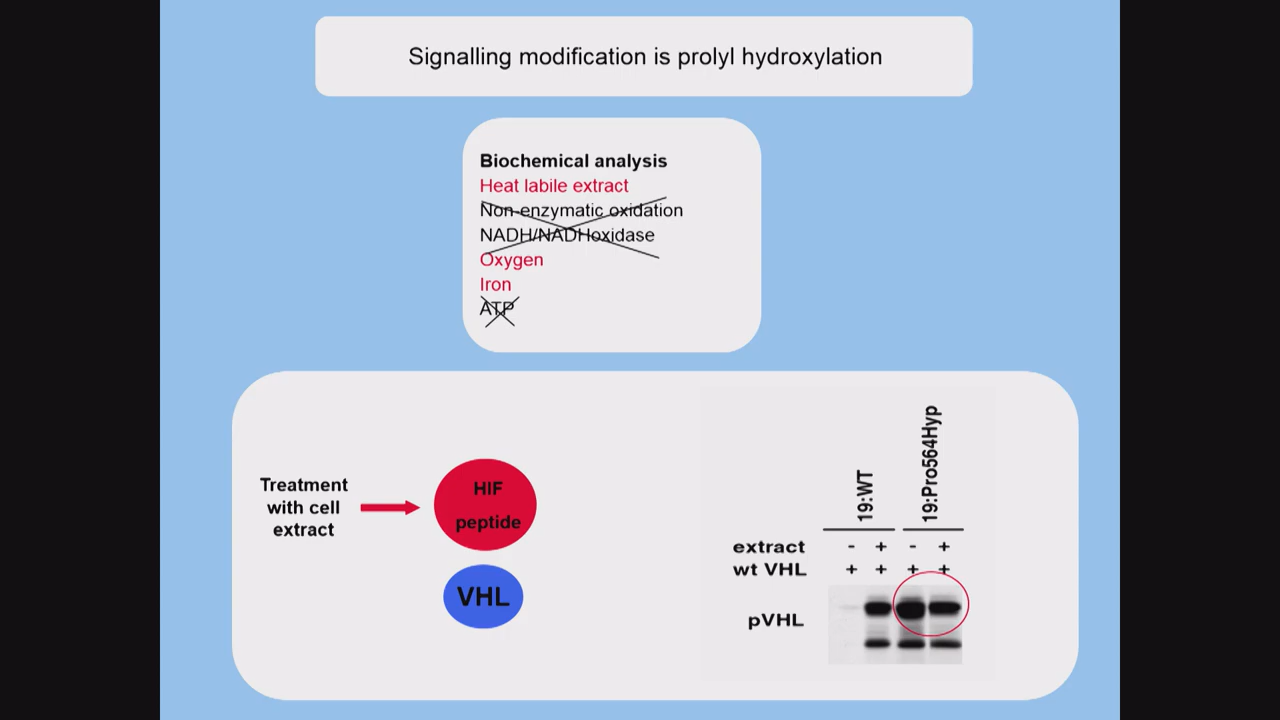 Signalling modification is prolyl hydroxylation
Biochemical analysis
Heat labile extract
Non-enzymatic oxidation
NADH/NADHoxidase
Oxygen
Iron
ATP
Treatment
with cell
extract
HIF
peptide
VHL
19:WT
19:Pro564Hyp
extract - + - +
wt VHL + + + +
pVHL